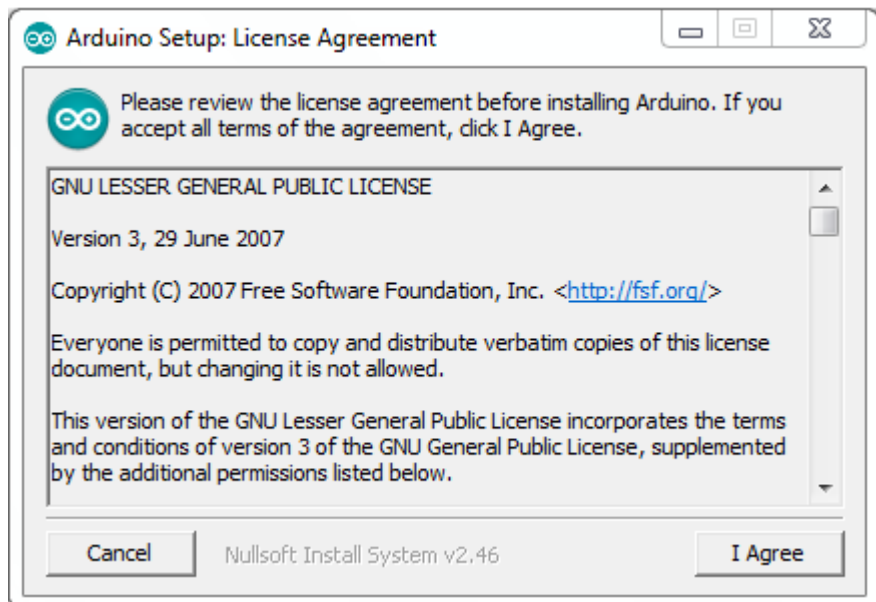 Arduino Setup: License Agreement
Please review the license agreement before installing Arduino. If you
accept all terms of the agreement, click I Agree.
GNU LESSER GENERAL PUBLIC LICENSE
Version 3, 29 June 2007
Copyright (C) 2007 Free Software Foundation, Inc. <http://fsf.org/>
Everyone is permitted to copy and distribute verbatim copies of this license
document, but changing it is not allowed.
This version of the GNU Lesser General Public License incorporates the terms
and conditions of version 3 of the GNU General Public License, supplemented
by the additional permissions listed below.
Cancel
Nullsoft Install System v2.46
I Agree